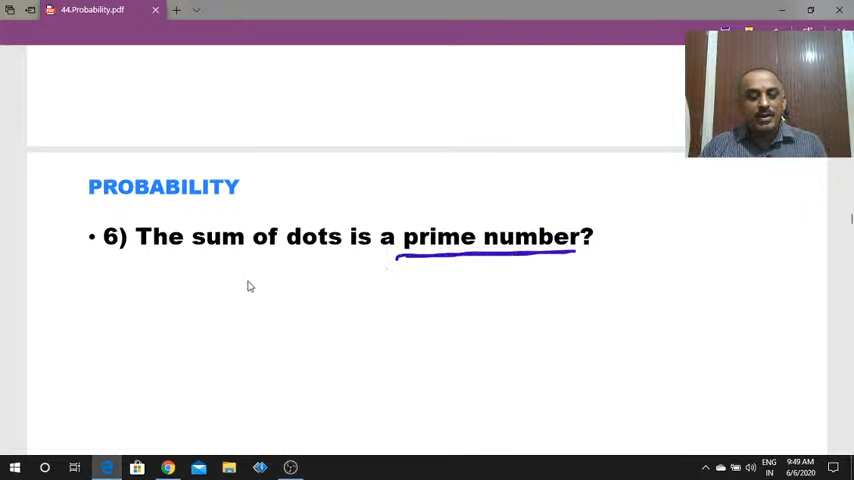 44.Probability.pdf
PROBABILITY
• 6) The sum of dots is a prime number?
ENG
IN
9:49 AM
6/6/2020